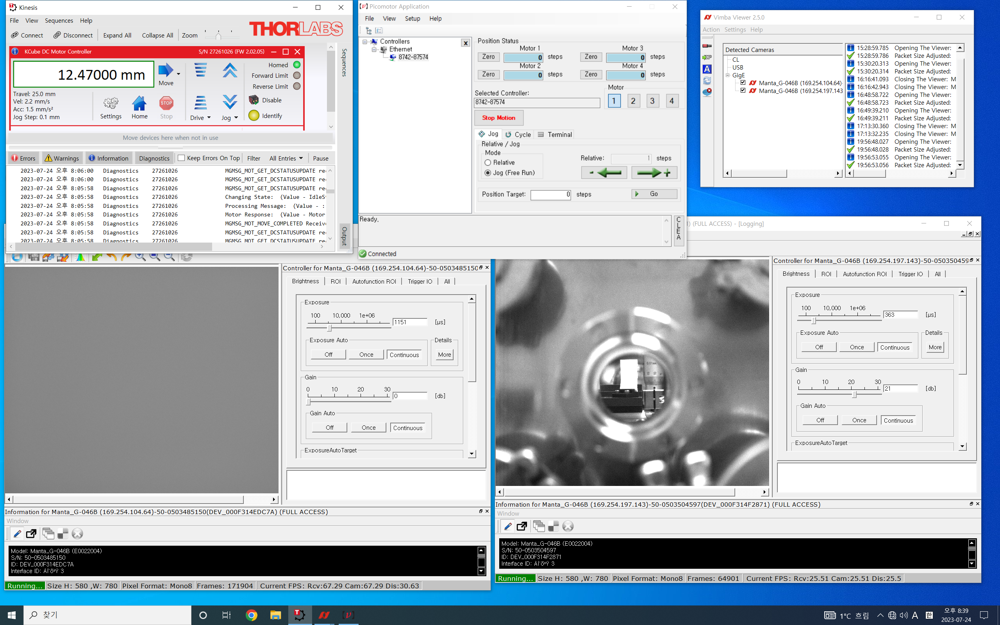 Kinesis
File View Sequences Help
THORLABS
Connect Disconnect Expand All Collapse All Zoom
KCube DC Motor Controller S/N 27261026 (FW 2.02.05)
12.47000 mm
Move
Homed
Forward Limit
Reverse Limit
Travel: 25.0 mm
Vel: 2.2 mm/s
Acc: 1.5 mm/s²
Jog Step: 0.1 mm
Settings Home STOP Stop Drive Jog
Disable
Identify
Sequences
Move devices here when not in use
Errors Warnings Information Diagnostics Keep Errors On Top Filter All Entries Pause
2023-07-24 오후 8:06:00 Diagnostics 27261026 MGMSG_MOT_GET_DCSTATUSUPDATE rec
2023-07-24 오후 8:06:00 Diagnostics 27261026 MGMSG_MOT_GET_DCSTATUSUPDATE rec
2023-07-24 오후 8:05:58 Diagnostics 27261026 MGMSG_MOT_GET_DCSTATUSUPDATE rec
2023-07-24 오후 8:05:58 Diagnostics 27261026 Changing State: (Value - IdleSt
2023-07-24 오후 8:05:58 Diagnostics 27261026 Processing Message: (Value - :
2023-07-24 오후 8:05:58 Diagnostics 27261026 Motor Response: (Value - Motor
2023-07-24 오후 8:05:58 Diagnostics 27261026 MGMSG_MOT_MOVE_COMPLETED Receive
2023-07-24 오후 8:05:58 Diagnostics 27261026 MGMSG_MOT_GET_DCSTATUSUPDATE rec
2023-07-24 오후 8:05:58 Diagnostics 27261026 MGMSG_MOT_GET_DCSTATUSUPDATE rec
2023-07-24 오후 8:05:58 Diagnostics 27261026 MGMSG_MOT_GET_DCSTATUSUPDATE rec
Output
Picomotor Application
File View Setup Help
Controllers
Ethernet
8742-87574
x
Position Status
Motor 1 Motor 3
Zero 0 steps Zero 0 steps
Motor 2 Motor 4
Zero 0 steps Zero 0 steps
Selected Controller:
8742-87574
Motor
1 2 3 4
Stop Motion
Jog Cycle Terminal
Relative / Jog
Mode
Relative
Jog (Free Run)
Relative: 1 steps
- +
Position Target: 0 steps Go
Ready.
CLEA
Connected
Vimba Viewer 2.5.0
Action Settings Help
Detected Cameras
CL
USB
GigE
Manta_G-046B (169.254.104.64)-
Manta_G-046B (169.254.197.143
15:28:59.785 Opening The Viewer:
15:28:59.786 Packet Size Adjusted:
15:30:20.313 Opening The Viewer:
15:30:20.314 Packet Size Adjusted:
16:16:41.093 Closing The Viewer: M
16:16:42.943 Closing The Viewer: M
16:48:58.722 Opening The Viewer:
16:48:58.723 Packet Size Adjusted:
16:49:39.210 Opening The Viewer:
16:49:39.211 Packet Size Adjusted:
17:13:30.360 Closing The Viewer: M
17:13:32.235 Closing The Viewer: M
19:56:48.027 Opening The Viewer:
19:56:48.028 Packet Size Adjusted:
19:56:53.055 Opening The Viewer:
19:56:53.056 Packet Size Adjusted:
Controller for Manta_G-046B (169.254.104.64)-50-0503485150
Brightness ROI Autofunction ROI Trigger IO All
Exposure
100 10,000 1e+06
1151 [µs]
Exposure Auto Details
Off Once Continuous More
Gain
0 10 20 30
0 [db]
Gain Auto
Off Once Continuous
ExposureAutoTarget
Information for Manta_G-046B (169.254.104.64)-50-0503485150(DEV_000F314EDC7A) (FULL ACCESS)
Window
Model: Manta_G-046B (E0022004)
S/N: 50-0503485150
ID: DEV_000F314EDC7A
Interface ID: ÀÌ´õ³Ý 3
Running... Size H: 580 ,W: 780 Pixel Format: Mono8 Frames: 171904 Current FPS: Rcv:67.29 Cam:67.29 Dis:30.63
1) (FULL ACCESS) - [Logging]
0.01mm
Controller for Manta_G-046B (169.254.197.143)-50-050350459
Brightness ROI Autofunction ROI Trigger IO All
Exposure
100 10,000 1e+06
363 [µs]
Exposure Auto Details
Off Once Continuous More
Gain
0 10 20 30
21 [db]
Gain Auto
Off Once Continuous
ExposureAutoTarget
Information for Manta_G-046B (169.254.197.143)-50-0503504597(DEV_000F314F2871) (FULL ACCESS)
Window
Model: Manta_G-046B (E0022004)
S/N: 50-0503504597
ID: DEV_000F314F2871
Interface ID: ÀÌ´õ³Ý 3
Running... Size H: 580 ,W: 780 Pixel Format: Mono8 Frames: 64901 Current FPS: Rcv:25.51 Cam:25.51 Dis:25.5
찾기
1°C 흐림 A 한
오후 8:39
2023-07-24